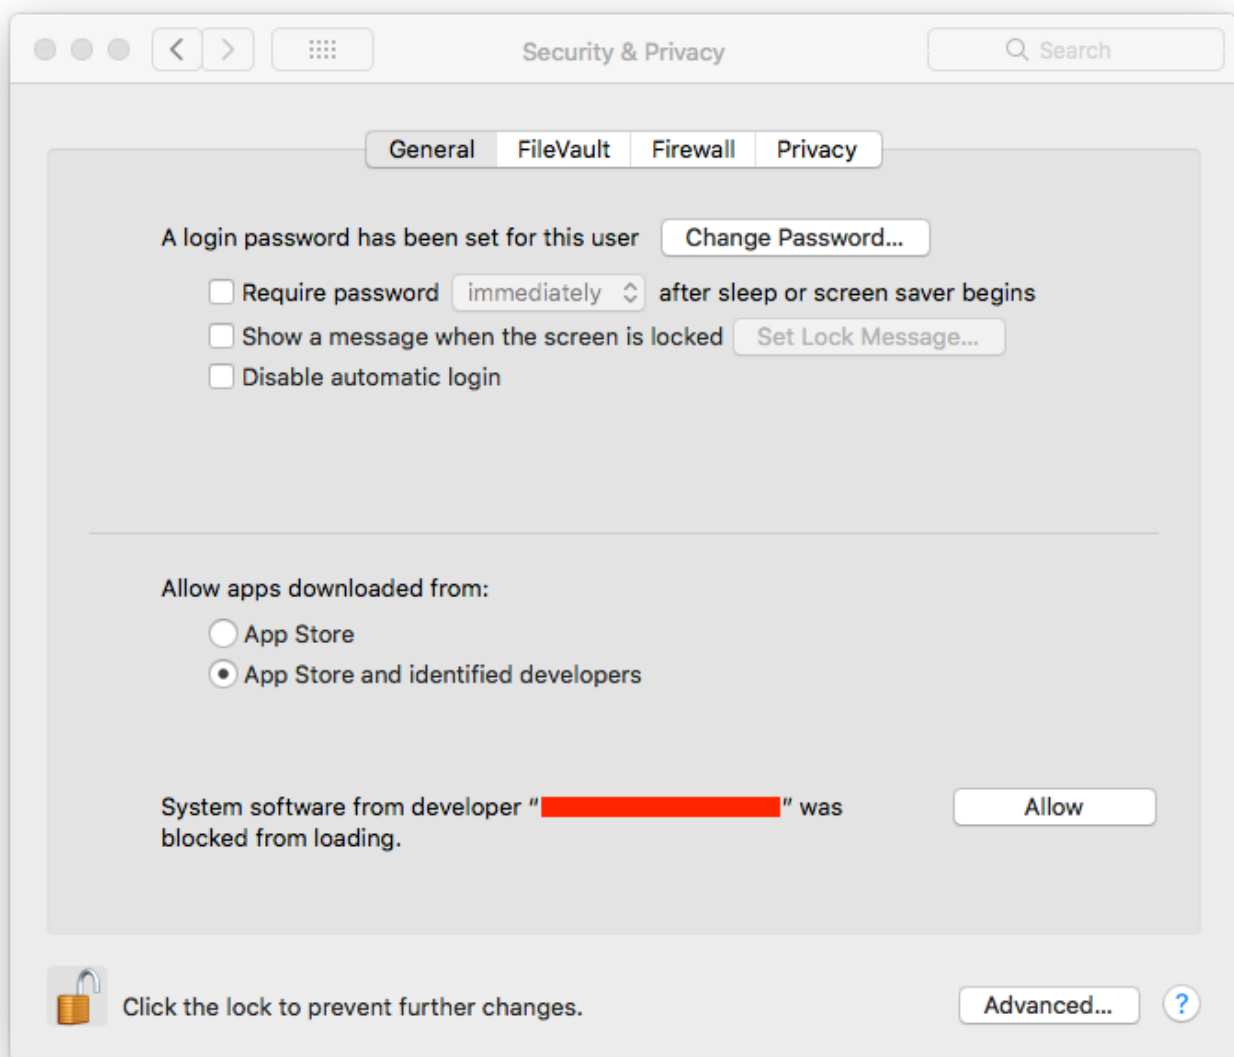 Security & Privacy
Search
General FileVault Firewall Privacy
A login password has been set for this user Change Password...
Require password immediately after sleep or screen saver begins
Show a message when the screen is locked Set Lock Message...
Disable automatic login
Allow apps downloaded from:
App Store
App Store and identified developers
System software from developer “ ” was Allow
blocked from loading.
Click the lock to prevent further changes. Advanced... ?